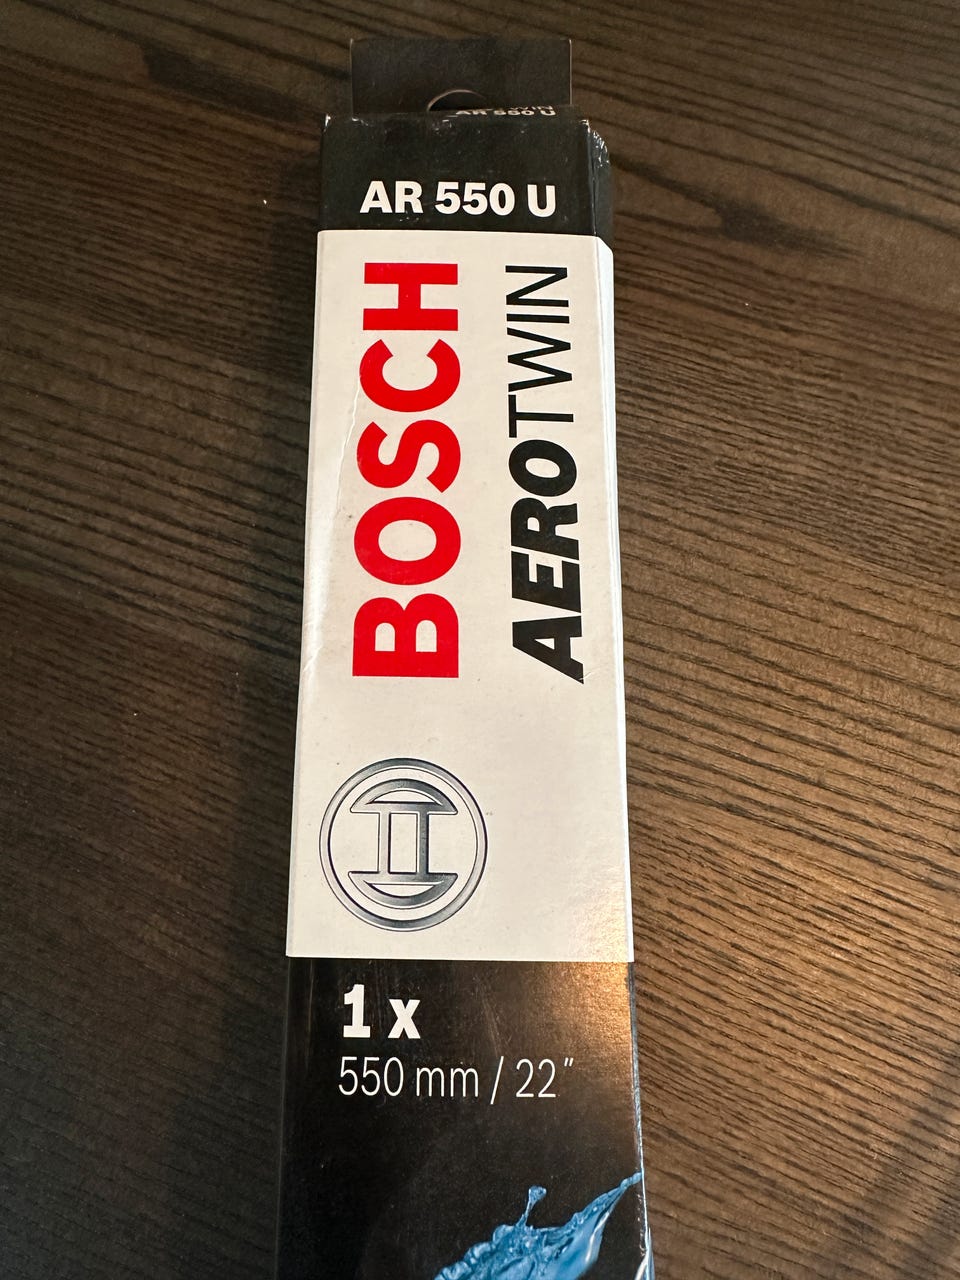 AR 550 U
AR 550 U
BOSCH
AEROTWIN
1 x
550 mm / 22"